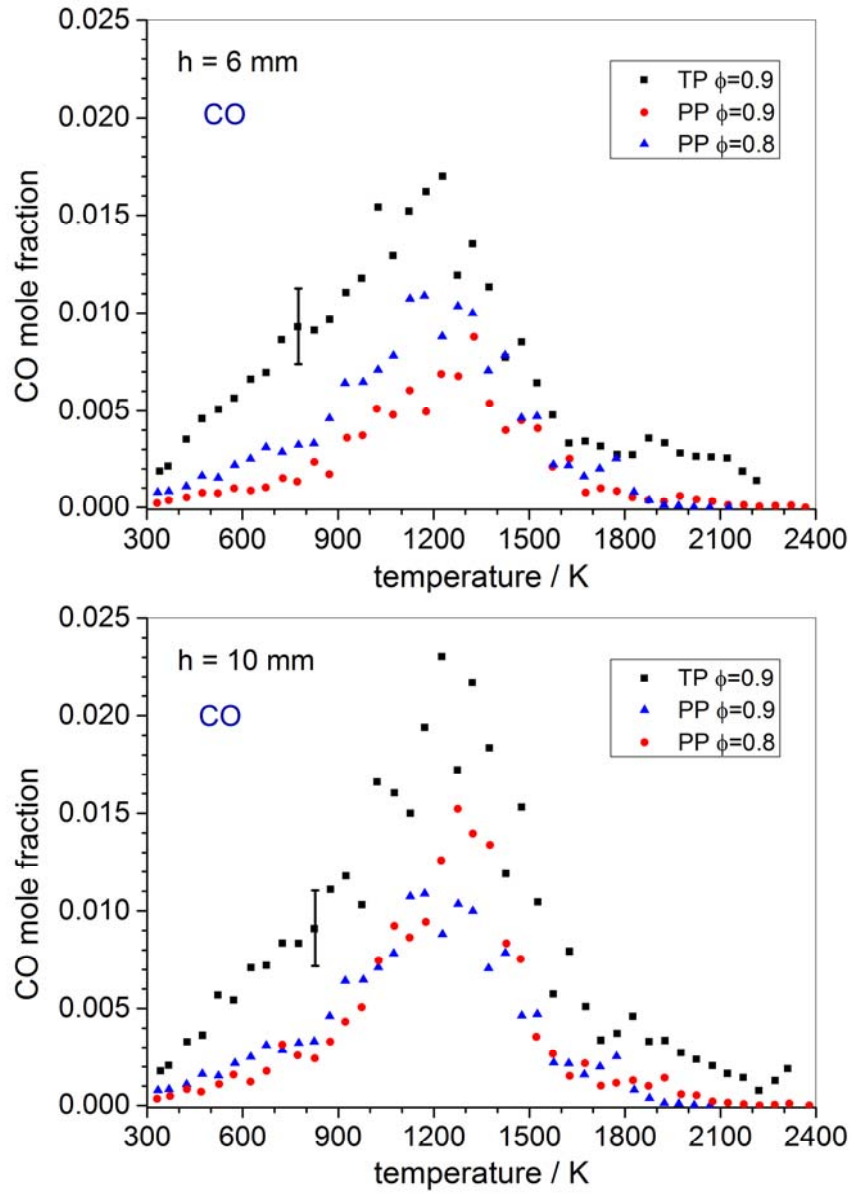 0.025
h = 6 mm
TP ϕ=0.9
CO
PP ϕ=0.9
0.020
PP ϕ=0.8
0.015
0.010
0.005
0.000
300 600 900 1200 1500 1800 2100 2400
CO mole fraction
temperature / K
0.025
h = 10 mm
TP ϕ=0.9
CO
PP ϕ=0.9
0.020
PP ϕ=0.8
0.015
0.010
0.005
0.000
300 600 900 1200 1500 1800 2100 2400
CO mole fraction
temperature / K